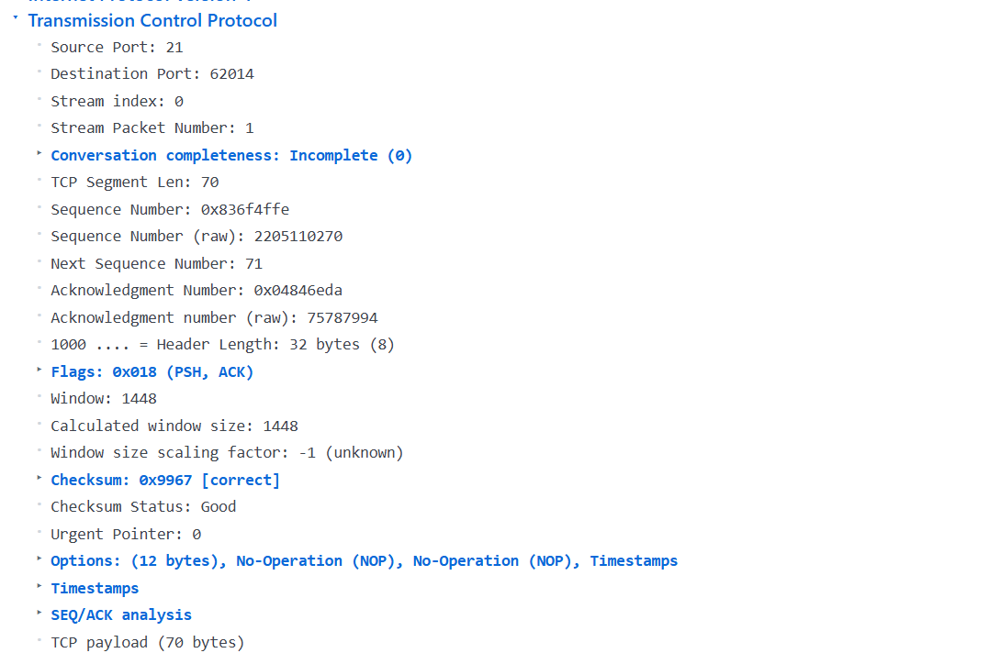 Transmission Control Protocol
Source Port: 21
Destination Port: 62014
Stream index: 0
Stream Packet Number: 1
Conversation completeness: Incomplete (0)
TCP Segment Len: 70
Sequence Number: 0x836f4ffe
Sequence Number (raw): 2205110270
Next Sequence Number: 71
Acknowledgment Number: 0x04846eda
Acknowledgment number (raw): 75787994
1000 .... = Header Length: 32 bytes (8)
Flags: 0x018 (PSH, ACK)
Window: 1448
Calculated window size: 1448
Window size scaling factor: -1 (unknown)
Checksum: 0x9967 [correct]
Checksum Status: Good
Urgent Pointer: 0
Options: (12 bytes), No-Operation (NOP), No-Operation (NOP), Timestamps
Timestamps
SEQ/ACK analysis
TCP payload (70 bytes)